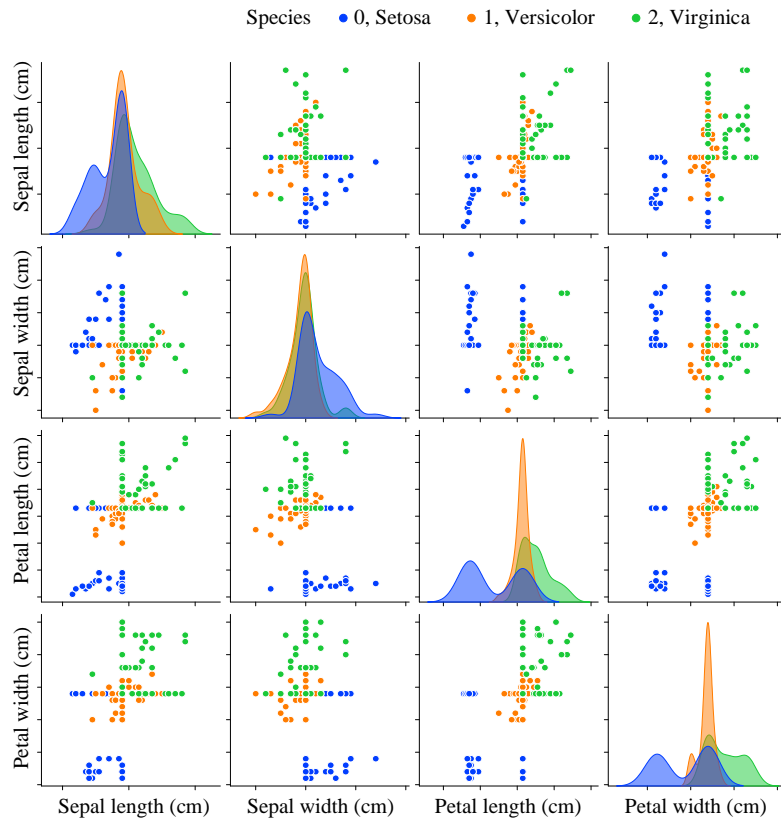 Species 0, Setosa 1, Versicolor 2, Virginica
Sepal length (cm)
Sepal width (cm)
Petal length (cm)
Petal width (cm)
Sepal length (cm) Sepal width (cm) Petal length (cm) Petal width (cm)